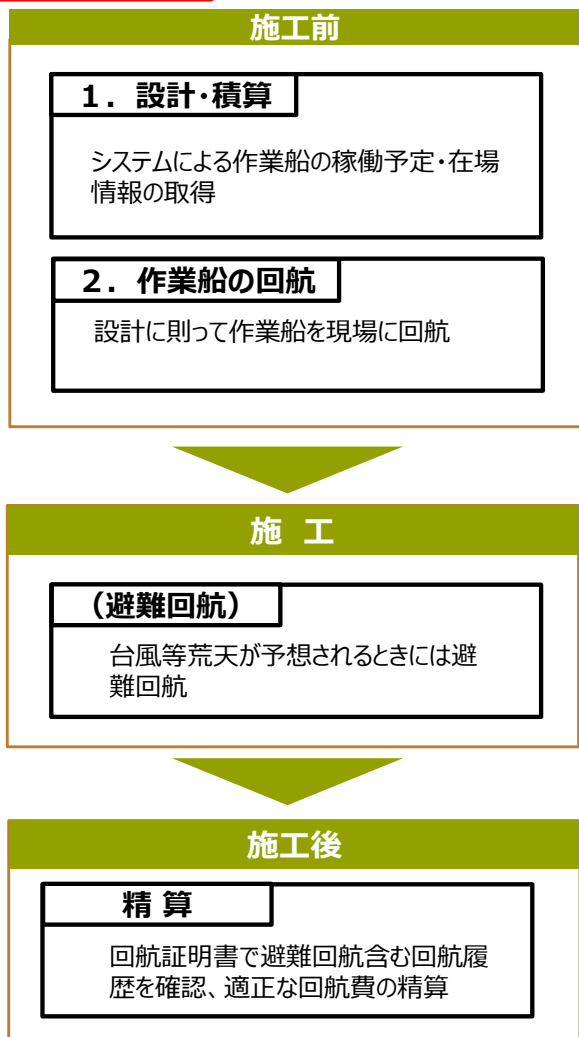 施工前
１．設計・積算
システムによる作業船の稼働予定・在場
情報の取得
２．作業船の回航
設計に則って作業船を現場に回航
施 工
（避難回航）
台風等荒天が予想されるときには避
難回航
施工後
精 算
回航証明書で避難回航含む回航履
歴を確認、適正な回航費の精算